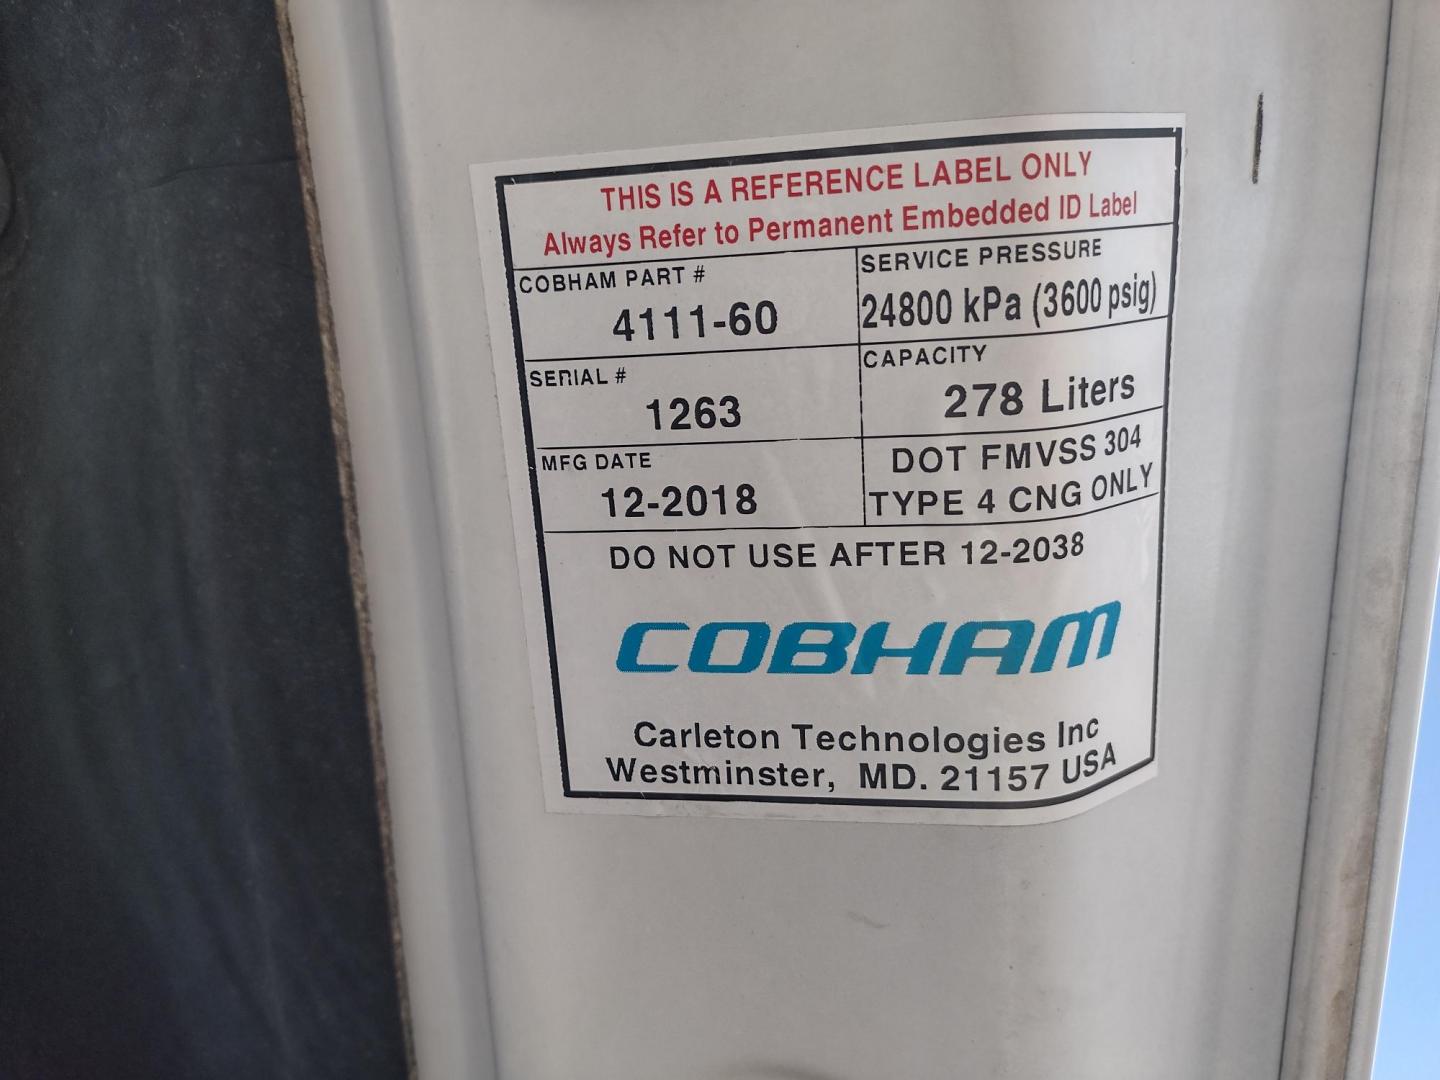 THIS IS A REFERENCE LABEL ONLY
Always Refer to Permanent Embedded ID Label
COBHAM PART #
4111-60
SERVICE PRESSURE
24800 kPa (3600 psig)
SERIAL #
1263
CAPACITY
278 Liters
MFG DATE
12-2018
DOT FMVSS 304
TYPE 4 CNG ONLY
DO NOT USE AFTER 12-2038
COBHAM
Carleton Technologies Inc
Westminster, MD. 21157 USA